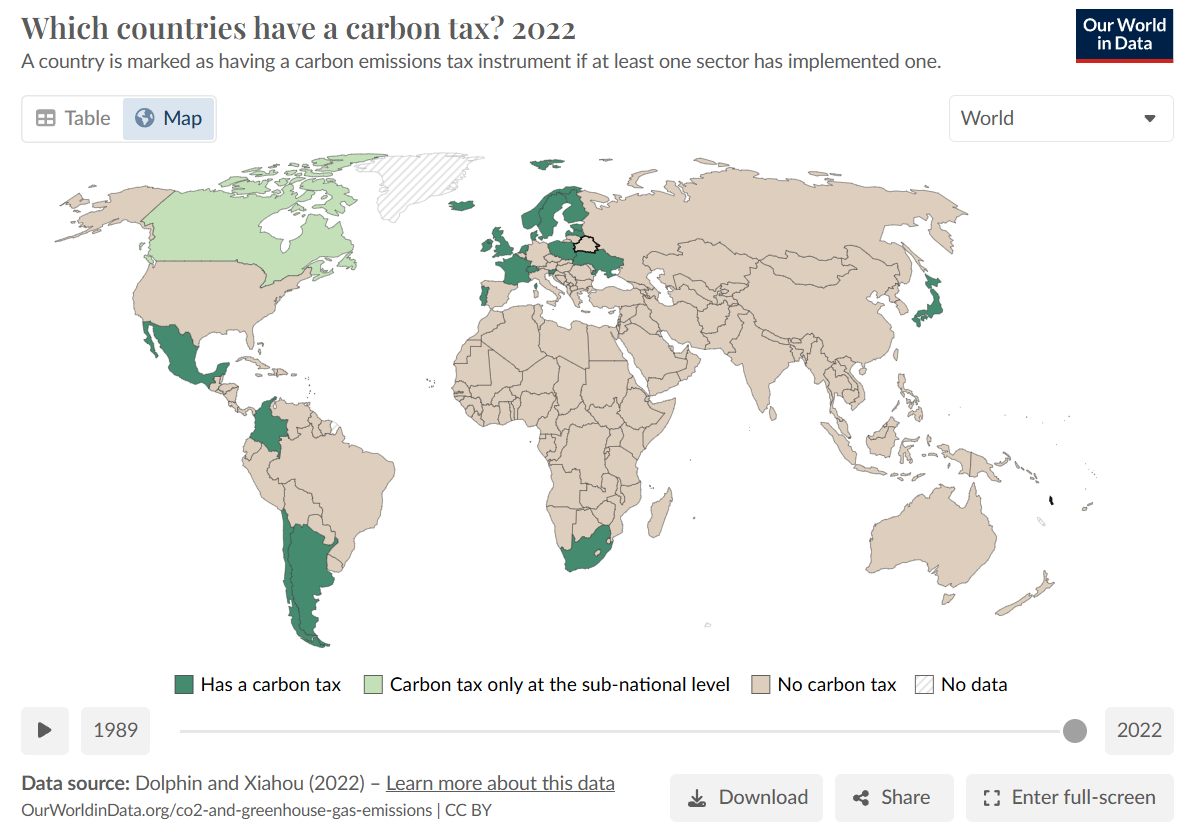 Which countries have a carbon tax? 2022
Our World
in Data
A country is marked as having a carbon emissions tax instrument if at least one sector has implemented one.
Table
Map
World
Has a carbon tax
Carbon tax only at the sub-national level
No carbon tax
No data
1989
2022
Data source: Dolphin and Xiahou (2022) – Learn more about this data
OurWorldinData.org/co2-and-greenhouse-gas-emissions | CC BY
Download
Share
Enter full-screen